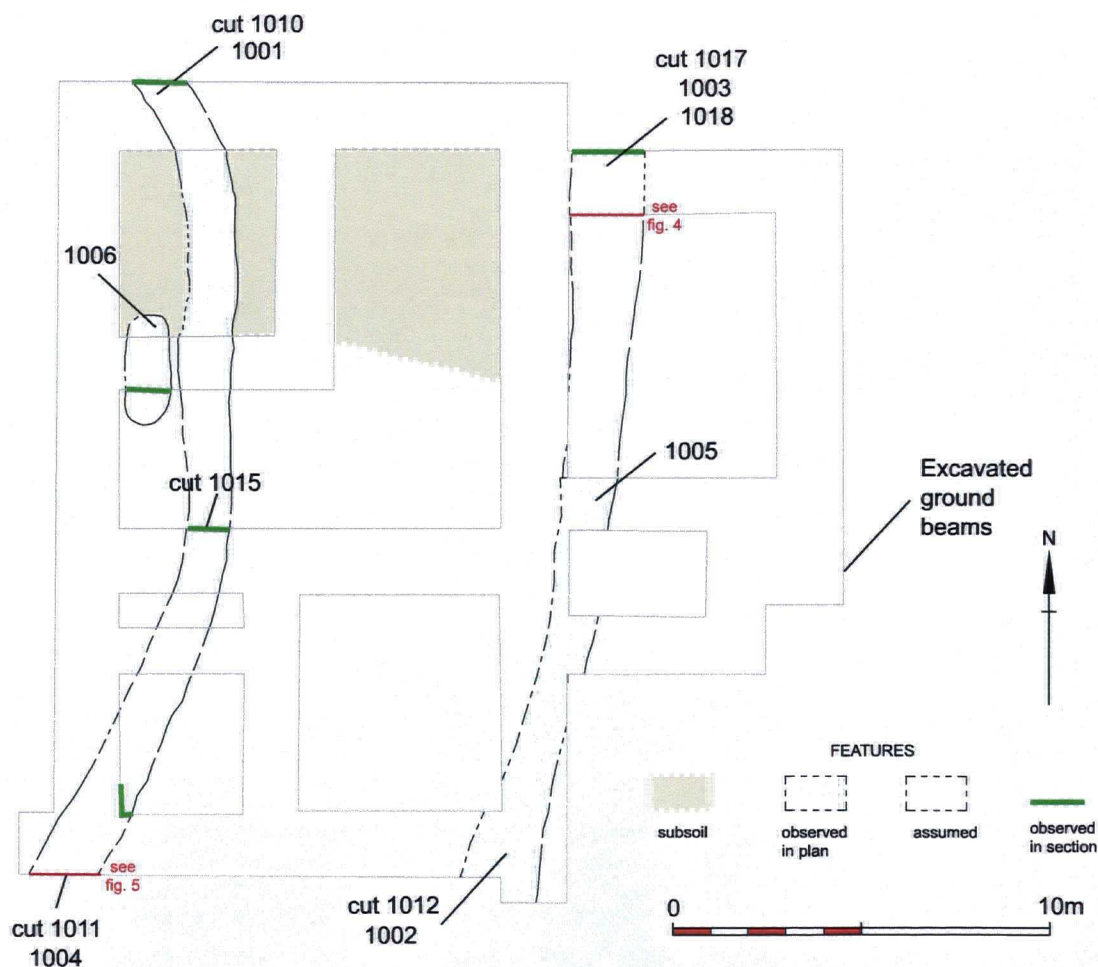 cut 1010
1001
cut 1017
1003
1018
see
fig. 4
1006
1005
cut 1015
Excavated
ground
beams
N
FEATURES
subsoil
observed
in plan
assumed
observed
in section
see
fig. 5
cut 1011
1004
cut 1012
1002
0
10m